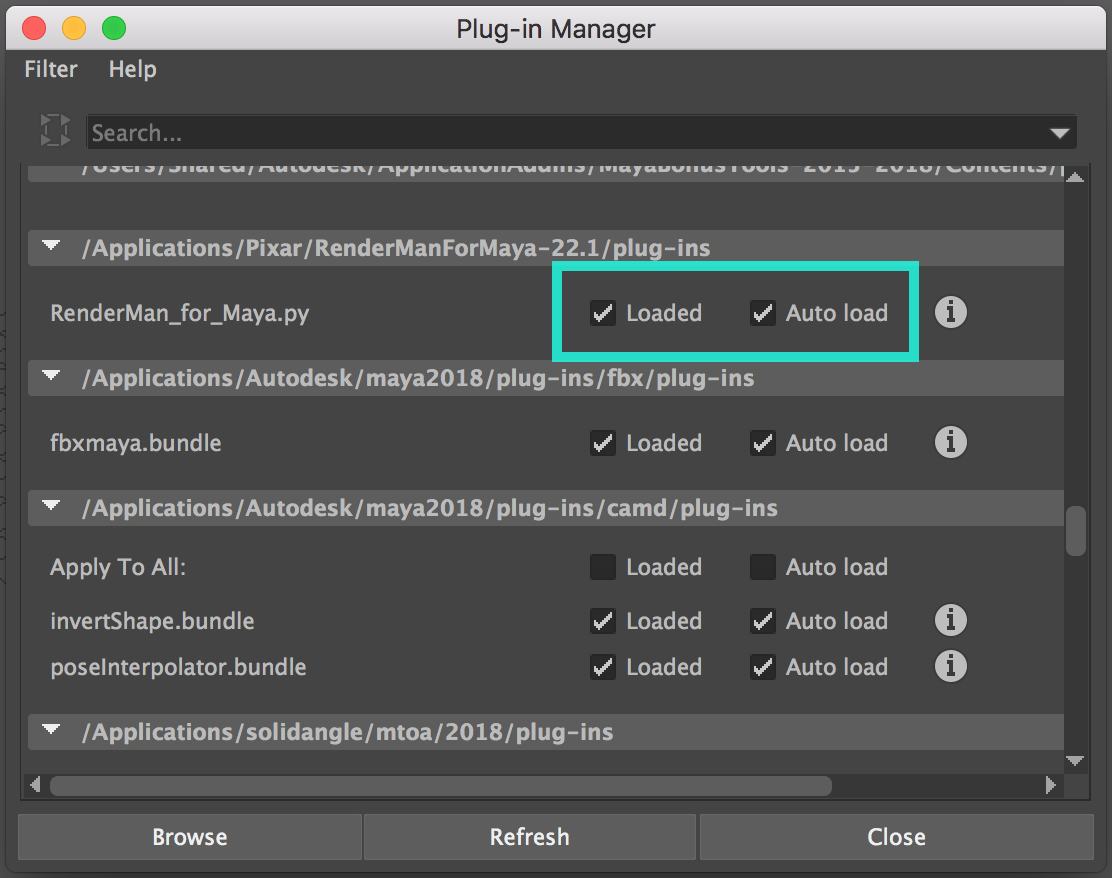 Plug-in Manager
Filter Help
Search...
/Users/Shared/Autodesk/ApplicationAddins/MayaBonusTools-2015-2018/Contents/
/Applications/Pixar/RenderManForMaya-22.1/plug-ins
RenderMan_for_Maya.py Loaded Auto load
/Applications/Autodesk/maya2018/plug-ins/fbx/plug-ins
fbxmaya.bundle Loaded Auto load
/Applications/Autodesk/maya2018/plug-ins/camd/plug-ins
Apply To All: Loaded Auto load
invertShape.bundle Loaded Auto load
poseInterpolator.bundle Loaded Auto load
/Applications/solidangle/mtoa/2018/plug-ins
Browse Refresh Close